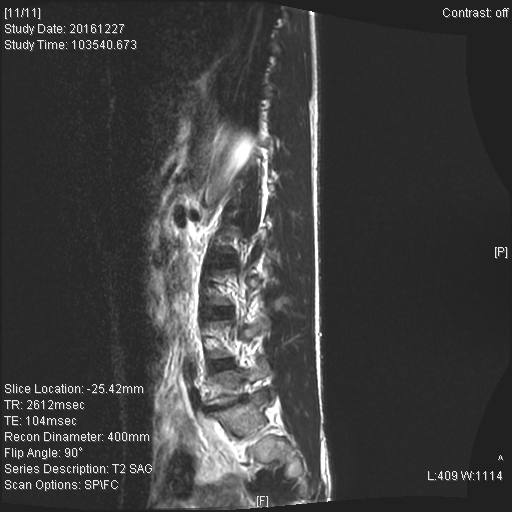 [11/11]
Contrast: off
Study Date: 20161227
Study Time: 103540.673
[P]
Slice Location: -25.42mm
TR: 2612msec
TE: 104msec
Recon Dinameter: 400mm
Flip Angle: 90°
Series Description: T2 SAG
Scan Options: SP\FC
^
L:409 W:1114
[F]